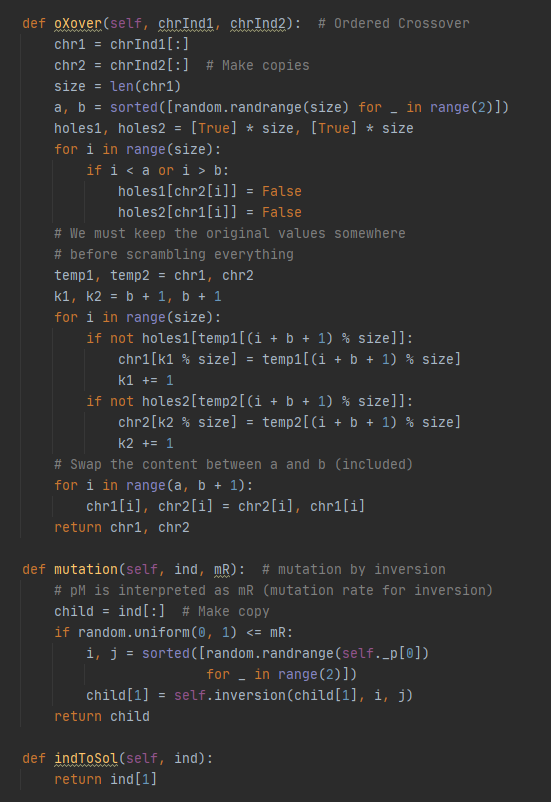 def oXover(self, chrInd1, chrInd2):  # Ordered Crossover
    chr1 = chrInd1[:]
    chr2 = chrInd2[:]  # Make copies
    size = len(chr1)
    a, b = sorted([random.randrange(size) for _ in range(2)])
    holes1, holes2 = [True] * size, [True] * size
    for i in range(size):
        if i < a or i > b:
            holes1[chr2[i]] = False
            holes2[chr1[i]] = False
    # We must keep the original values somewhere
    # before scrambling everything
    temp1, temp2 = chr1, chr2
    k1, k2 = b + 1, b + 1
    for i in range(size):
        if not holes1[temp1[(i + b + 1) % size]]:
            chr1[k1 % size] = temp1[(i + b + 1) % size]
            k1 += 1
        if not holes2[temp2[(i + b + 1) % size]]:
            chr2[k2 % size] = temp2[(i + b + 1) % size]
            k2 += 1
    # Swap the content between a and b (included)
    for i in range(a, b + 1):
        chr1[i], chr2[i] = chr2[i], chr1[i]
    return chr1, chr2

def mutation(self, ind, mR):  # mutation by inversion
    # pM is interpreted as mR (mutation rate for inversion)
    child = ind[:]  # Make copy
    if random.uniform(0, 1) <= mR:
        i, j = sorted([random.randrange(self._p[0])
                       for _ in range(2)])
        child[1] = self.inversion(child[1], i, j)
    return child

def indToSol(self, ind):
    return ind[1]